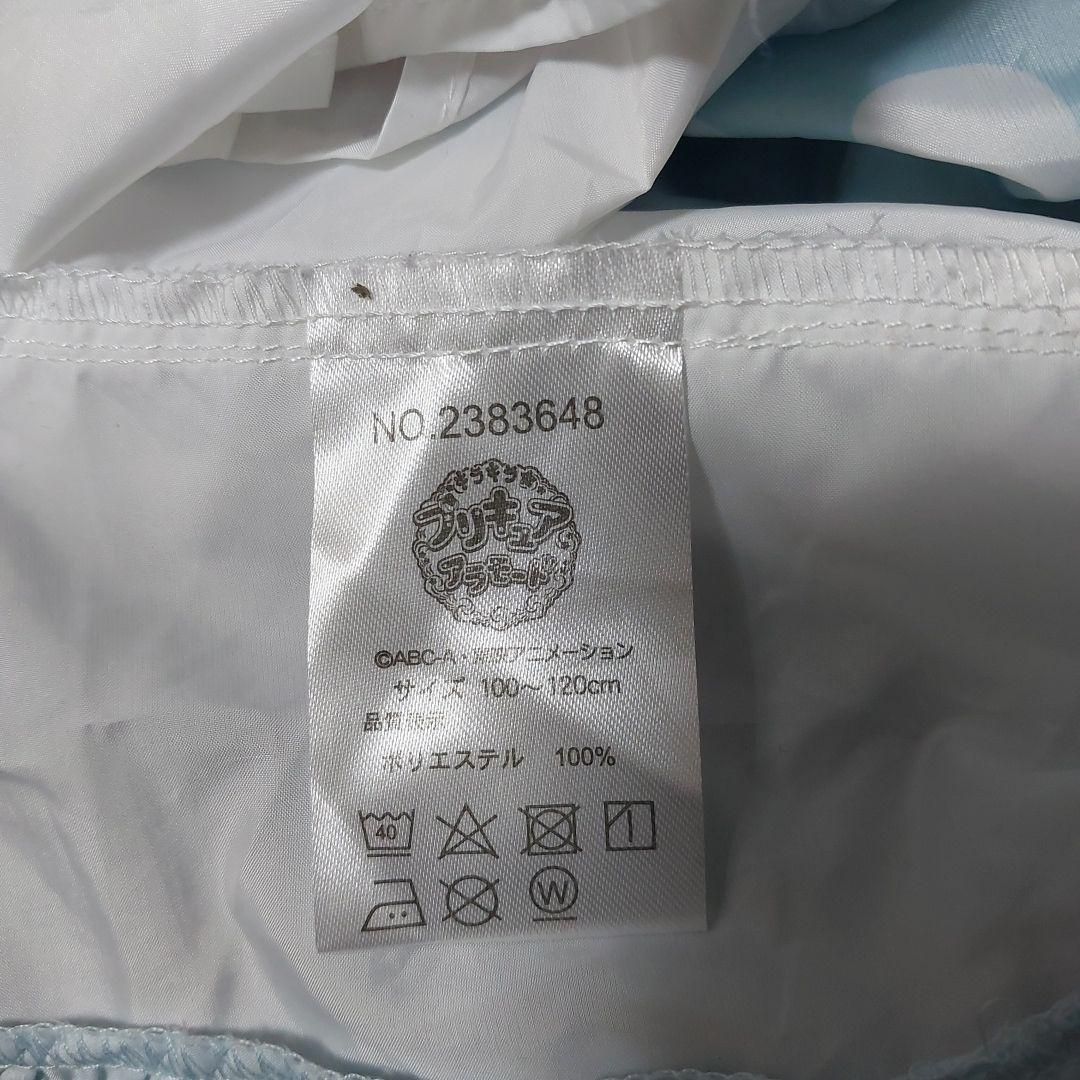 NO.2383648
キラキラ☆
プリキュア
アラモード
©ABC-A・東映アニメーション
サイズ 100～120cm
品質表示
ポリエステル 100%
40
W